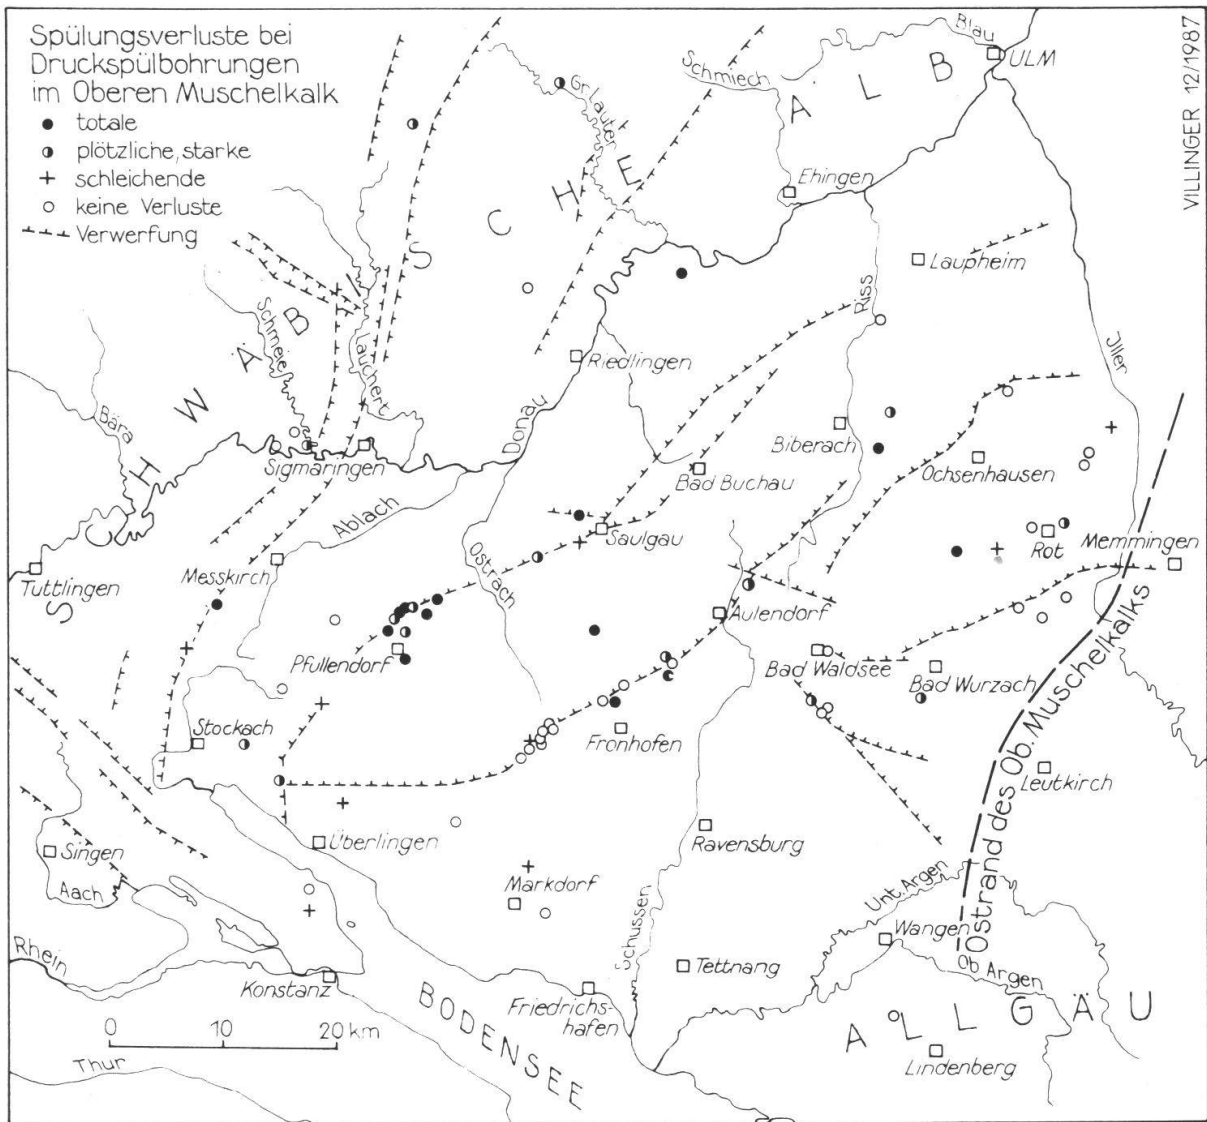 Spülungsverluste bei
Druckspülbohrungen
im Oberen Muschelkalk
totale
plötzliche, starke
schleichende
keine Verluste
Verwerfung
VILLINGER 12/1987
SCHWÄBISCHE
ALB
Blau
ULM
Schmiech
Gr. Lauter
Ehingen
Laupheim
Riss
Iller
Schmeie
Lauchert
Riedlingen
Bära
Donau
Biberach
Sigmaringen
Bad Buchau
Ochsenhausen
Ablach
Saulgau
Ostrach
Rot
Memmingen
Tuttlingen
Messkirch
Aulendorf
Pfullendorf
Bad Waldsee
Bad Wurzach
Stockach
Fronhofen
Leutkirch
Ostrand des Ob. Muschelkalks
Überlingen
Ravensburg
Singen
Aach
Markdorf
Unt. Argen
Wangen
Schussen
Rhein
Tettnang
Ob. Argen
Konstanz
BODENSEE
Friedrichs-
hafen
ALLGÄU
0 10 20 km
Lindenberg
Thur